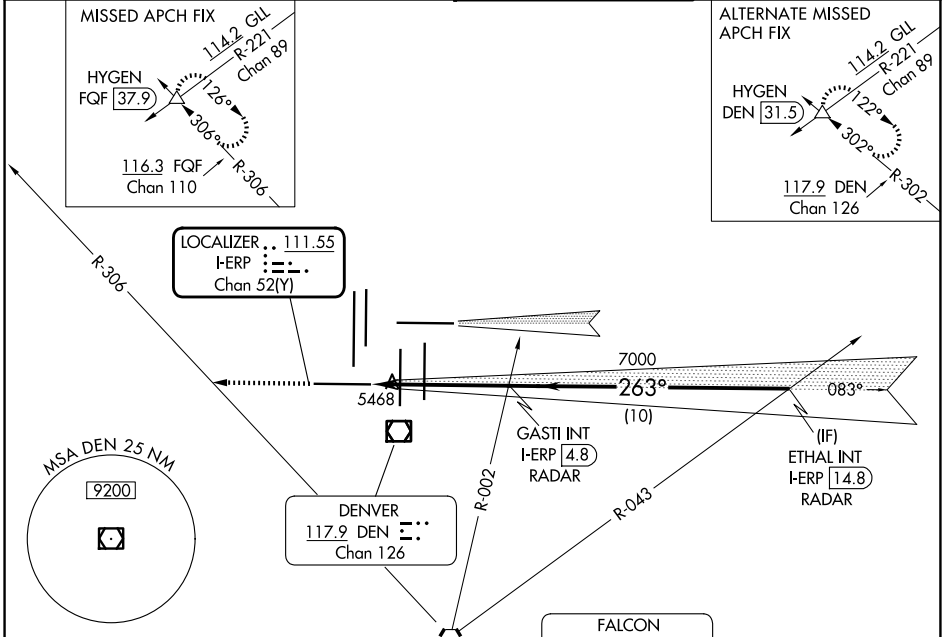 MISSED APCH FIX
114.2 GLL
R-221
Chan 89
HYGEN
FQF 37.9
126°
306°
116.3 FQF
Chan 110
R-306
ALTERNATE MISSED
APCH FIX
114.2 GLL
R-221
Chan 89
HYGEN
DEN 31.5
122°
302°
117.9 DEN
Chan 126
R-302
R-306
LOCALIZER 111.55
I-ERP
Chan 52(Y)
7000
263°
083°
(10)
5468
GASTI INT
I-ERP 4.8
RADAR
(IF)
ETHAL INT
I-ERP 14.8
RADAR
MSA DEN 25 NM
9200
R-002
R-043
DENVER
117.9 DEN
Chan 126
FALCON